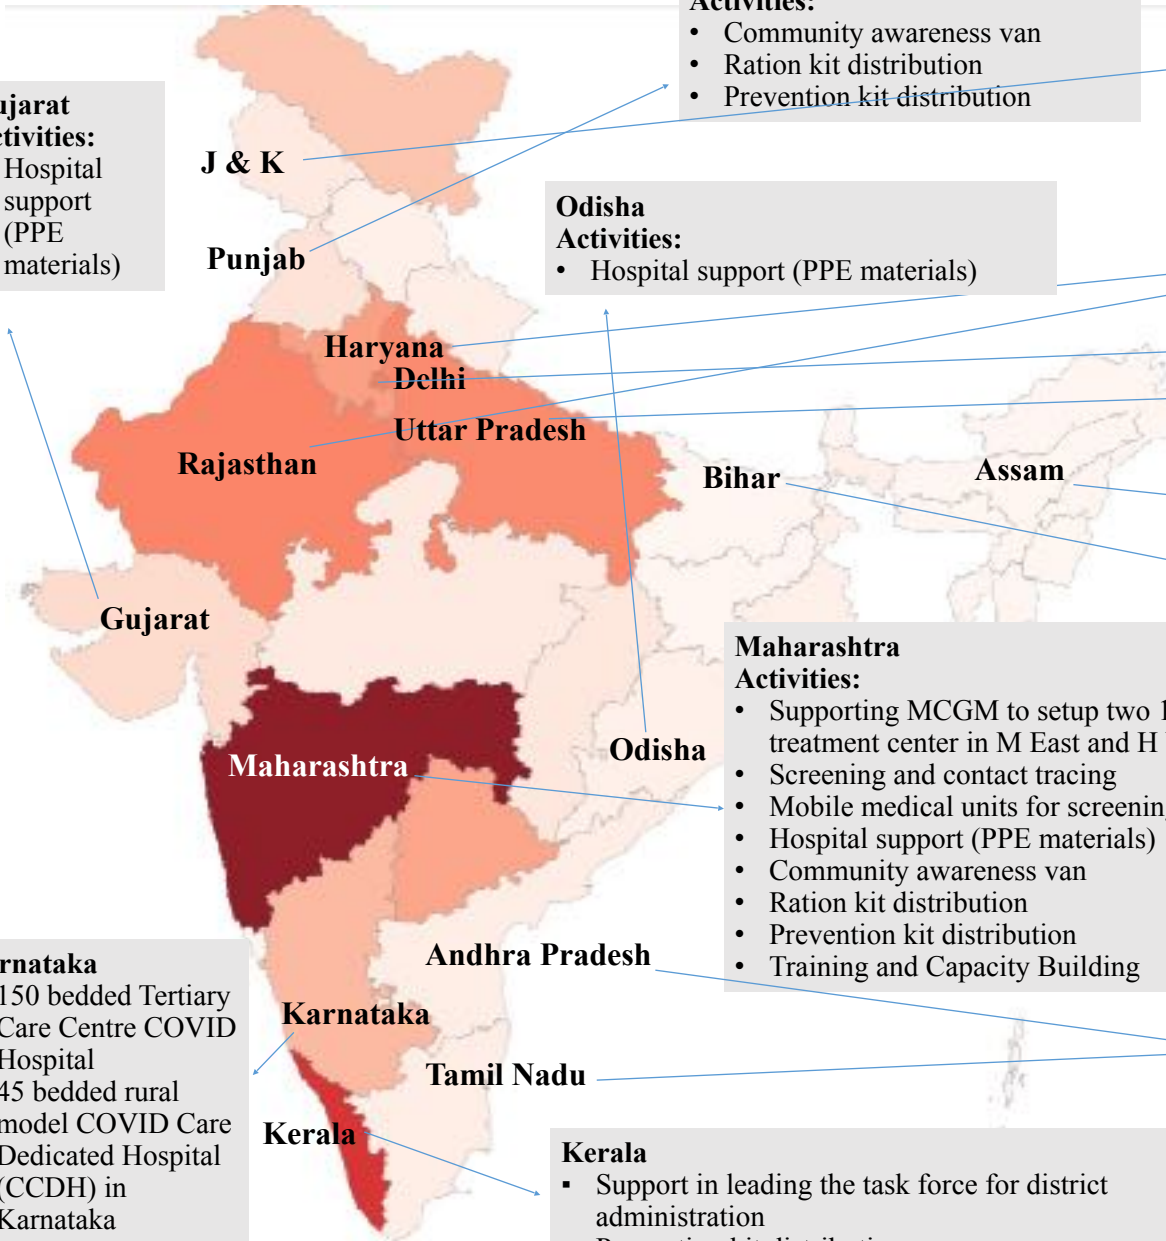 Activities:
• Community awareness van
• Ration kit distribution
• Prevention kit distribution
ujarat
ctivities:
Hospital
support
(PPE
materials)
J & K
Punjab
Odisha
Activities:
• Hospital support (PPE materials)
Haryana
Delhi
Uttar Pradesh
Rajasthan
Bihar
Assam
Gujarat
Maharashtra
Odisha
Maharashtra
Activities:
• Supporting MCGM to setup two 1
treatment center in M East and H
• Screening and contact tracing
• Mobile medical units for screening
• Hospital support (PPE materials)
• Community awareness van
• Ration kit distribution
• Prevention kit distribution
• Training and Capacity Building
Andhra Pradesh
Karnataka
Tamil Nadu
Kerala
rnataka
150 bedded Tertiary
Care Centre COVID
Hospital
45 bedded rural
model COVID Care
Dedicated Hospital
(CCDH) in
Karnataka
Kerala
▪ Support in leading the task force for district
administration